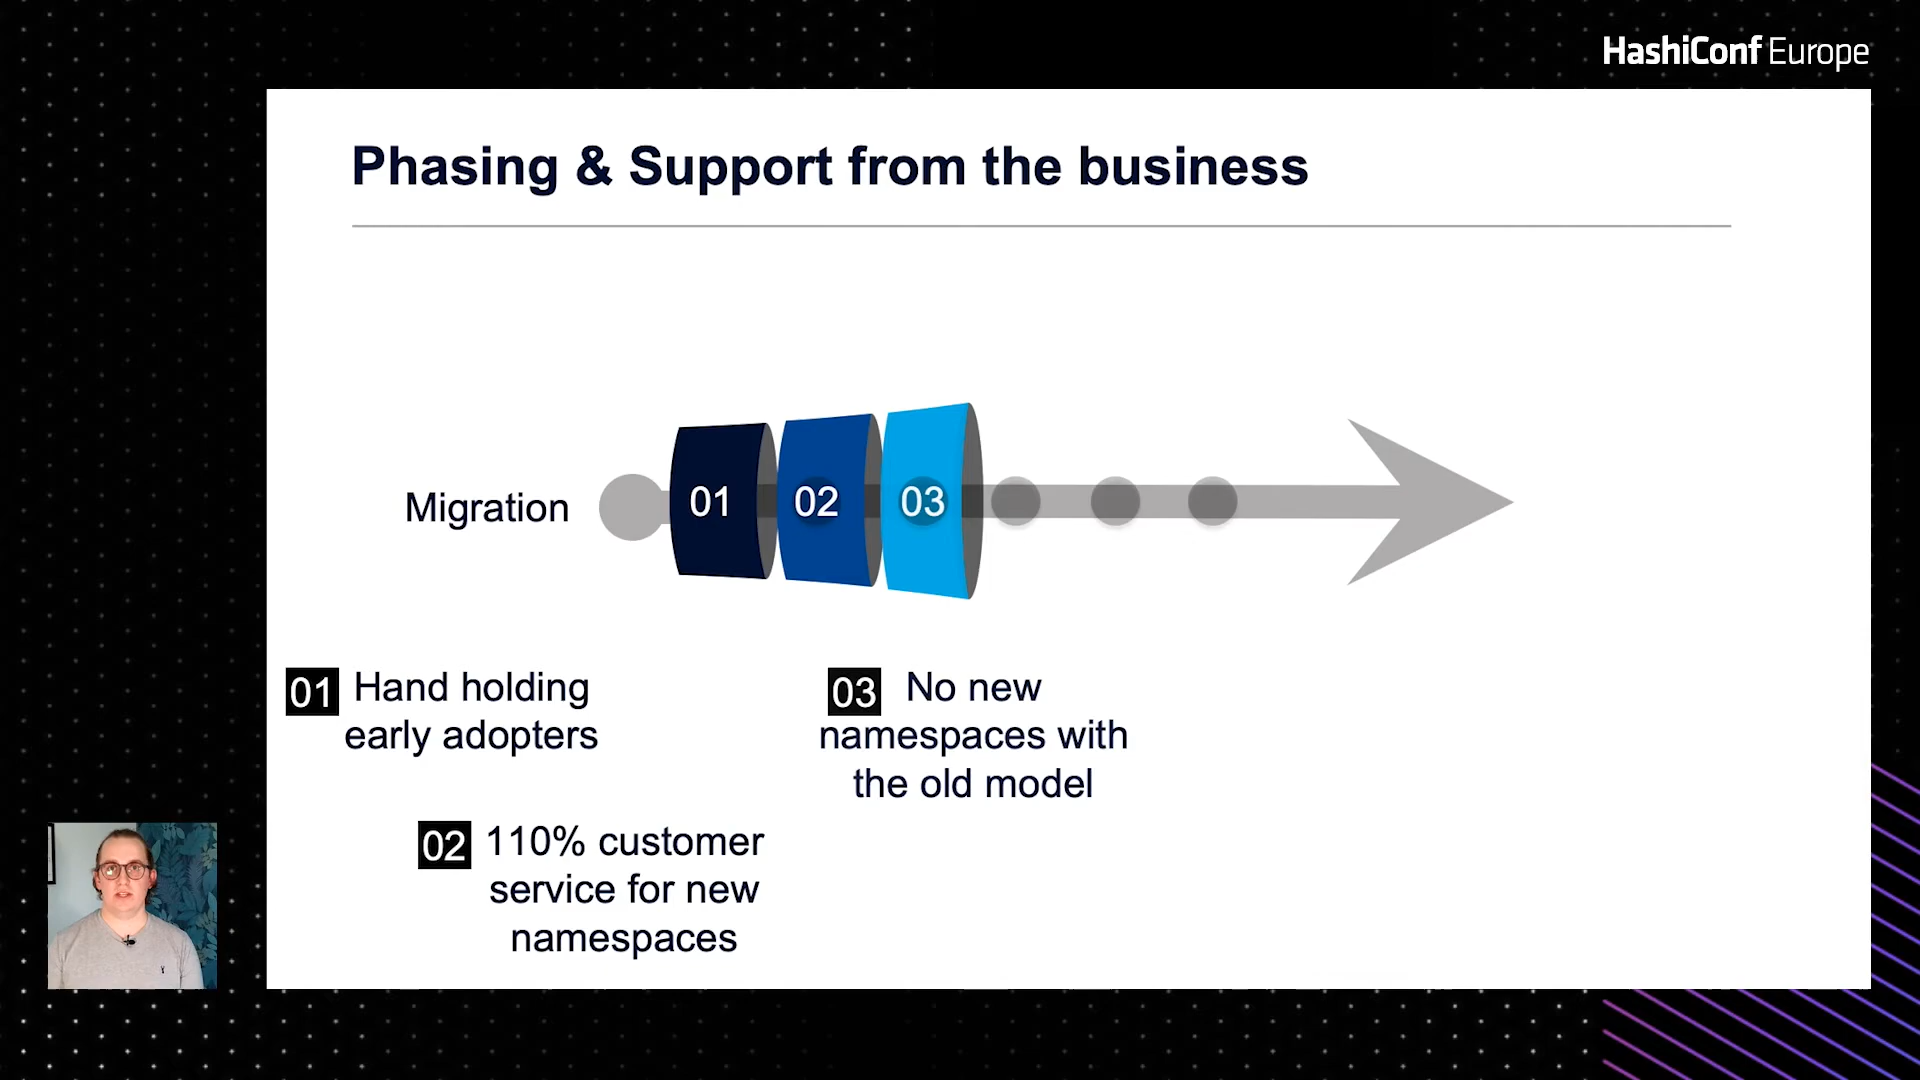 HashiConf Europe
Phasing & Support from the business
Migration
01
02
03
01 Hand holding
early adopters
02 110% customer
service for new
namespaces
03 No new
namespaces with
the old model